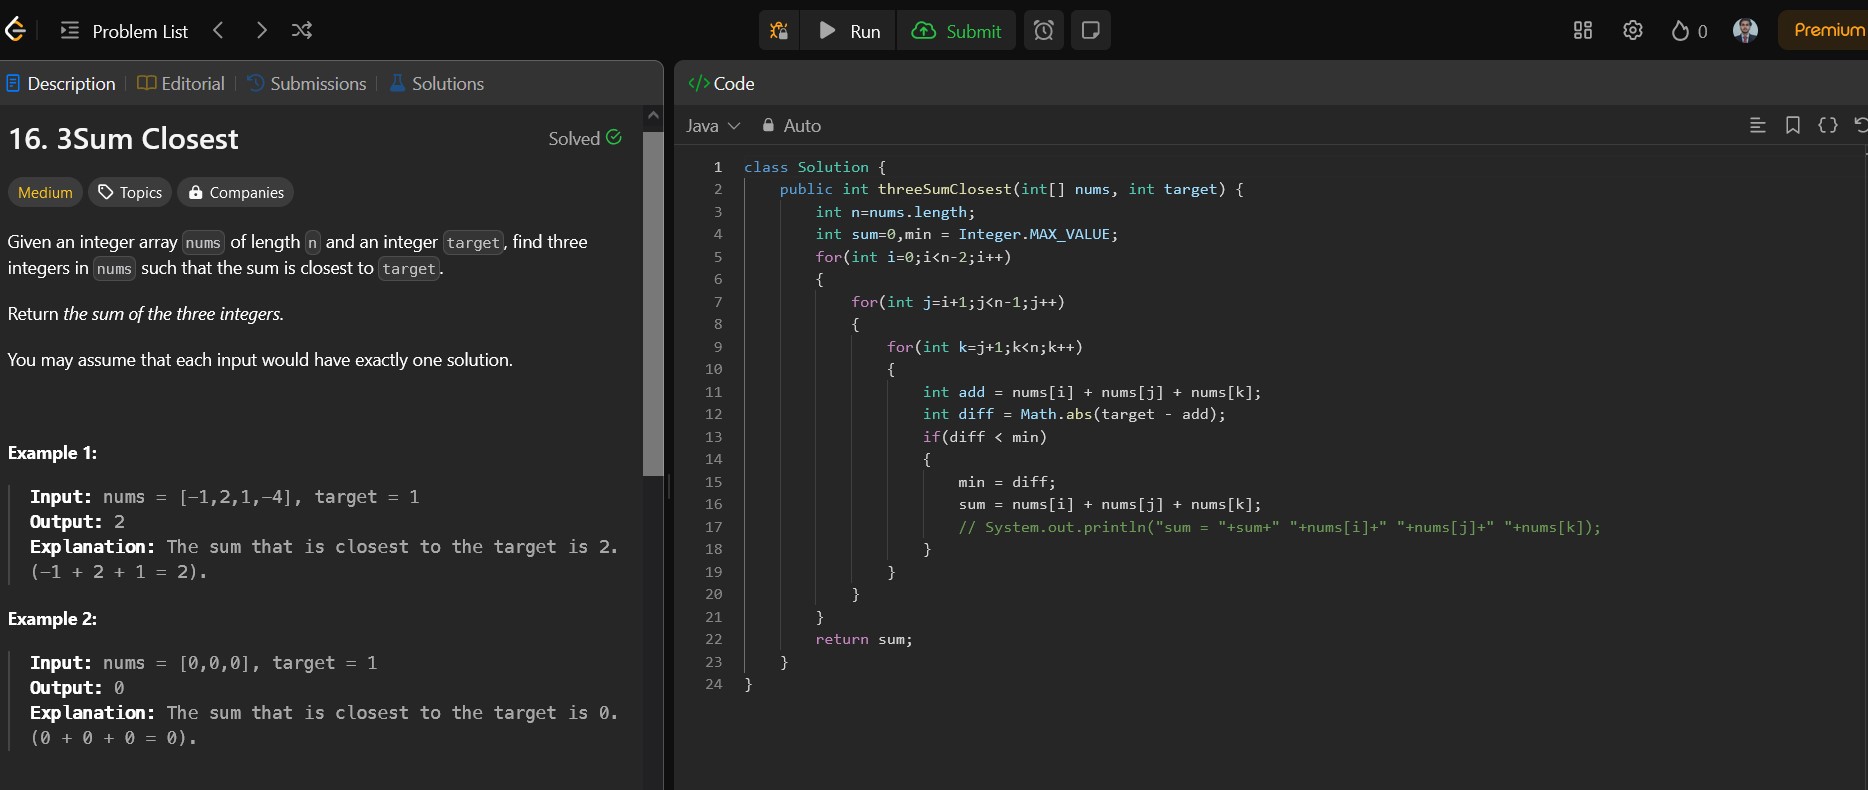 Problem List
Run
Submit
0
Premium
Description
Editorial
Submissions
Solutions
</> Code
16. 3Sum Closest
Solved
Medium
Topics
Companies
Given an integer array nums of length n and an integer target, find three
integers in nums such that the sum is closest to target.
Return the sum of the three integers.
You may assume that each input would have exactly one solution.
Example 1:
Input: nums = [-1,2,1,-4], target = 1
Output: 2
Explanation: The sum that is closest to the target is 2.
(-1 + 2 + 1 = 2).
Example 2:
Input: nums = [0,0,0], target = 1
Output: 0
Explanation: The sum that is closest to the target is 0.
(0 + 0 + 0 = 0).
Java
Auto
1 class Solution {
2 public int threeSumClosest(int[] nums, int target) {
3 int n=nums.length;
4 int sum=0,min = Integer.MAX_VALUE;
5 for(int i=0;i<n-2;i++)
6 {
7 for(int j=i+1;j<n-1;j++)
8 {
9 for(int k=j+1;k<n;k++)
10 {
11 int add = nums[i] + nums[j] + nums[k];
12 int diff = Math.abs(target - add);
13 if(diff < min)
14 {
15 min = diff;
16 sum = nums[i] + nums[j] + nums[k];
17 // System.out.println("sum = "+sum+" "+nums[i]+" "+nums[j]+" "+nums[k]);
18 }
19 }
20 }
21 }
22 return sum;
23 }
24 }